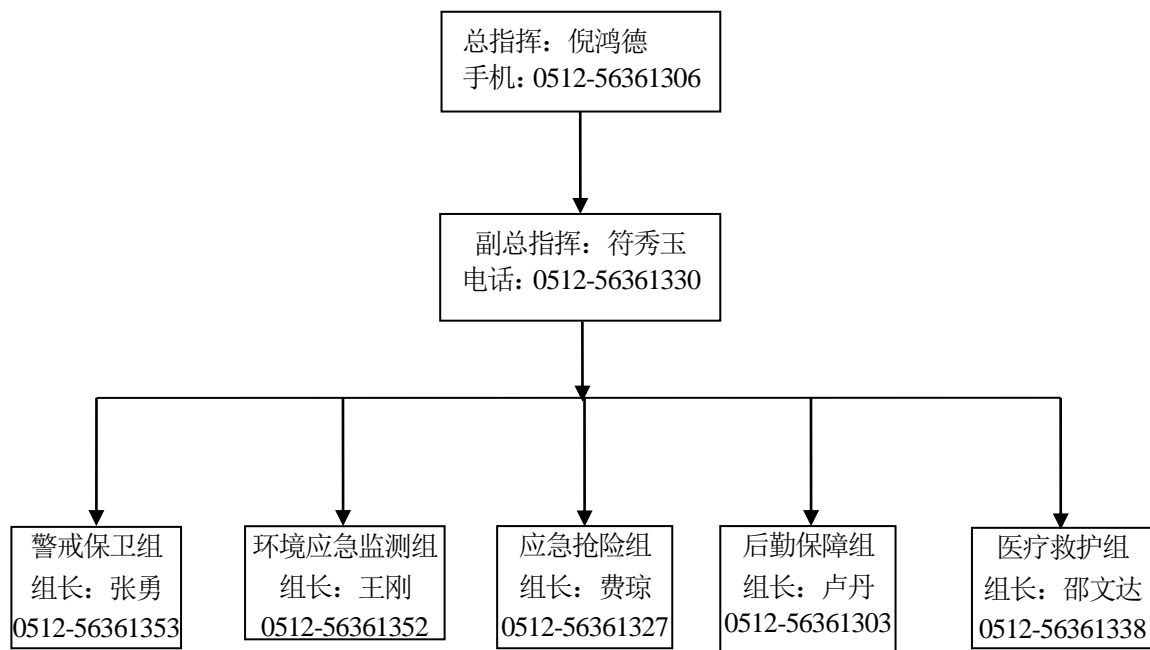 总指挥：倪鸿德
手机：0512-56361306
副总指挥：符秀玉
电话：0512-56361330
警戒保卫组
组长：张勇
0512-56361353
环境应急监测组
组长：王刚
0512-56361352
应急抢险组
组长：费琼
0512-56361327
后勤保障组
组长：卢丹
0512-56361303
医疗救护组
组长：邵文达
0512-56361338